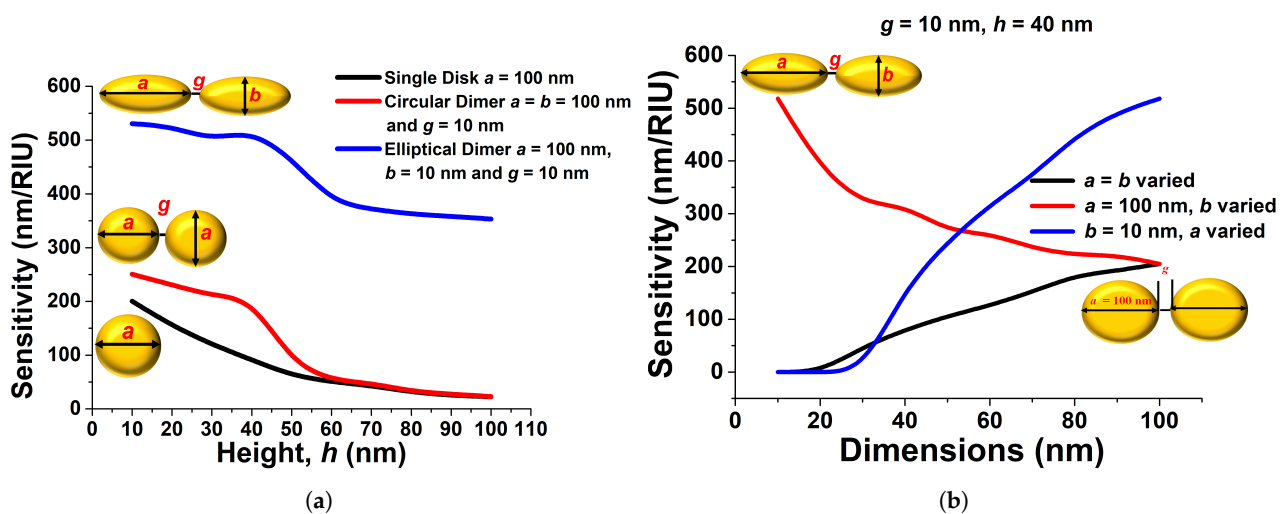 g = 10 nm, h = 40 nm
600
500
400
300
200
100
0
Sensitivity (nm/RIU)
a
g
b
Single Disk a = 100 nm
Circular Dimer a = b = 100 nm
and g = 10 nm
Elliptical Dimer a = 100 nm,
b = 10 nm and g = 10 nm
g
a
a
a
0 10 20 30 40 50 60 70 80 90 100 110
Height, h (nm)
(a)
600
500
400
300
200
100
0
Sensitivity (nm/RIU)
a
g
b
a = b varied
a = 100 nm, b varied
b = 10 nm, a varied
g
a = 100 nm
0 20 40 60 80 100
Dimensions (nm)
(b)